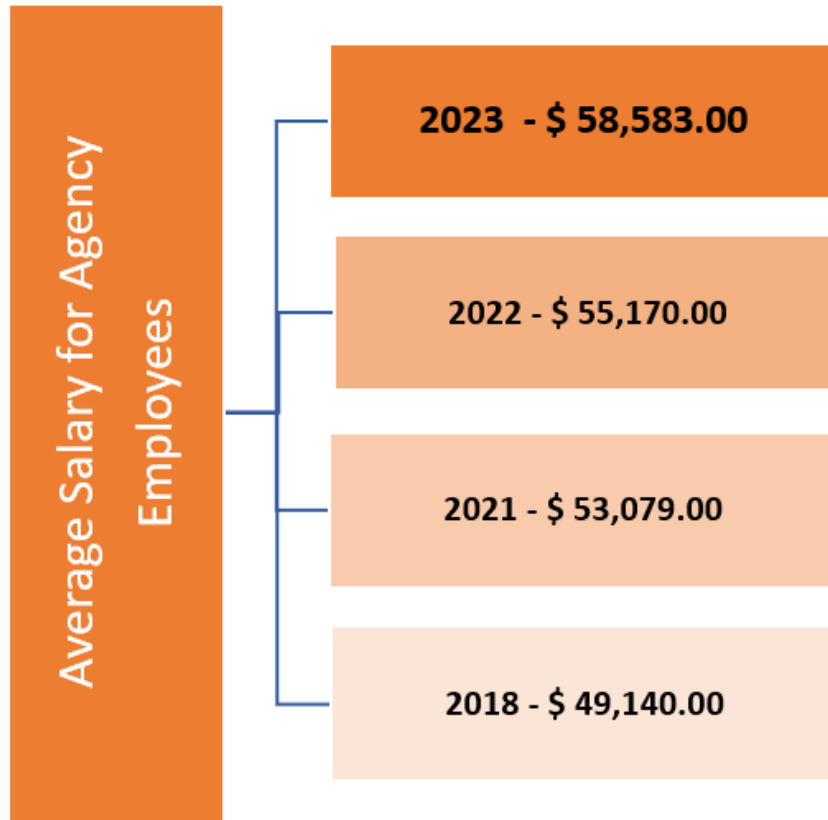 Average Salary for Agency
Employees
2023 - $ 58,583.00
2022 - $ 55,170.00
2021 - $ 53,079.00
2018 - $ 49,140.00